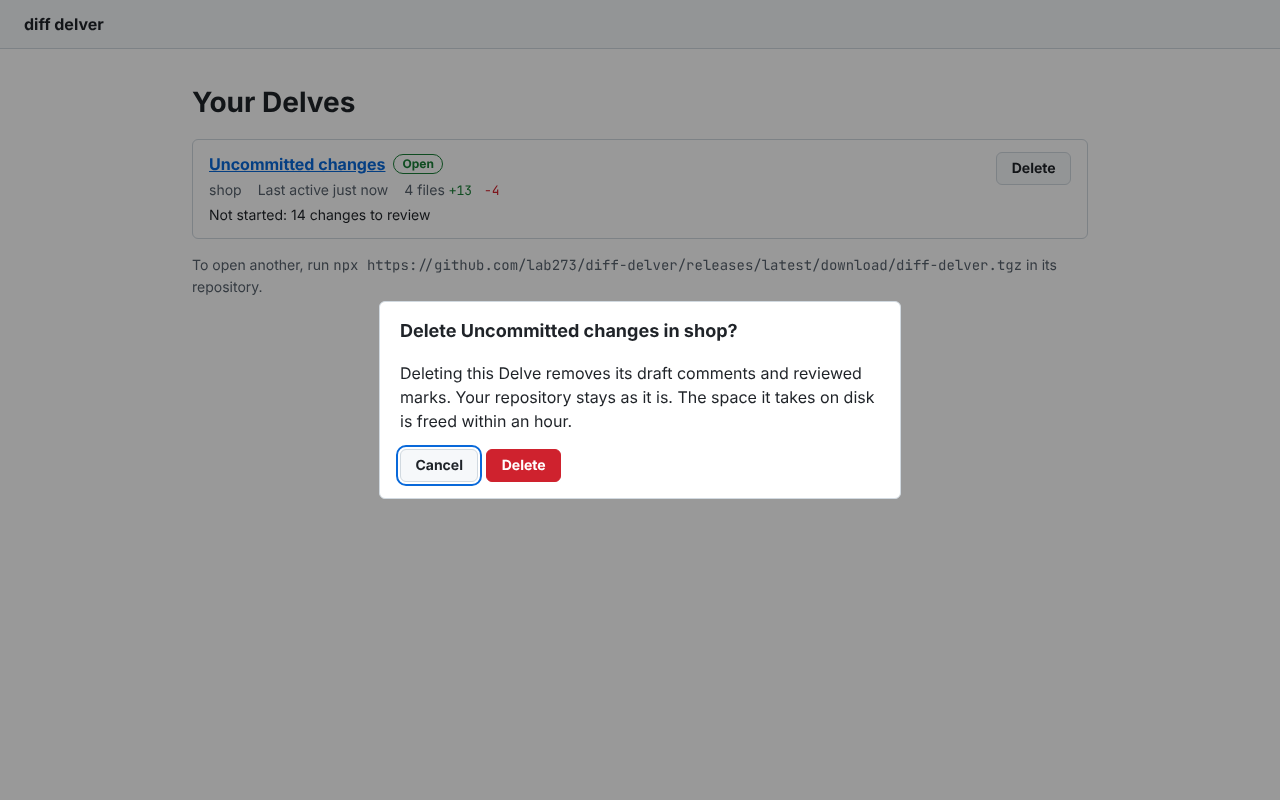 diff delver
Your Delves
Uncommitted changes Open
Delete
shop Last active just now 4 files +13 -4
Not started: 14 changes to review
To open another, run npx https://github.com/lab273/diff-delver/releases/latest/download/diff-delver.tgz in its
repository.
Delete Uncommitted changes in shop?
Deleting this Delve removes its draft comments and reviewed
marks. Your repository stays as it is. The space it takes on disk
is freed within an hour.
Cancel Delete